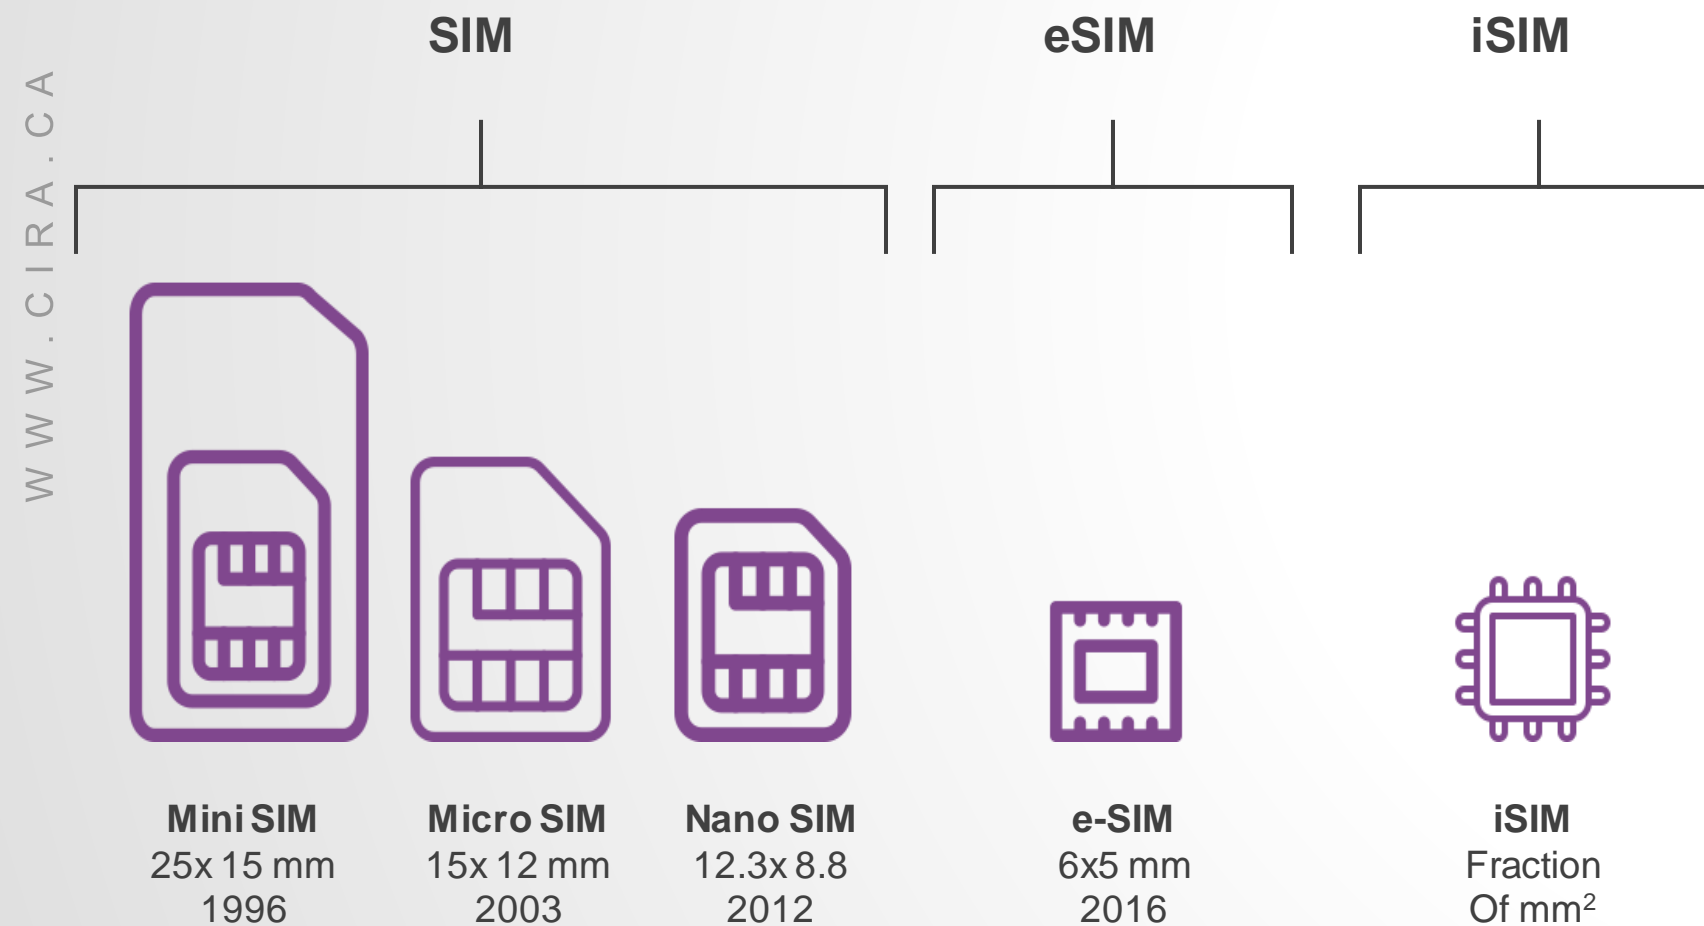 SIM
eSIM
iSIM
WWW.CIRA.CA
Mini SIM
25x 15 mm
1996
Micro SIM
15x 12 mm
2003
Nano SIM
12.3x 8.8
2012
e-SIM
6x5 mm
2016
iSIM
Fraction
Of mm²